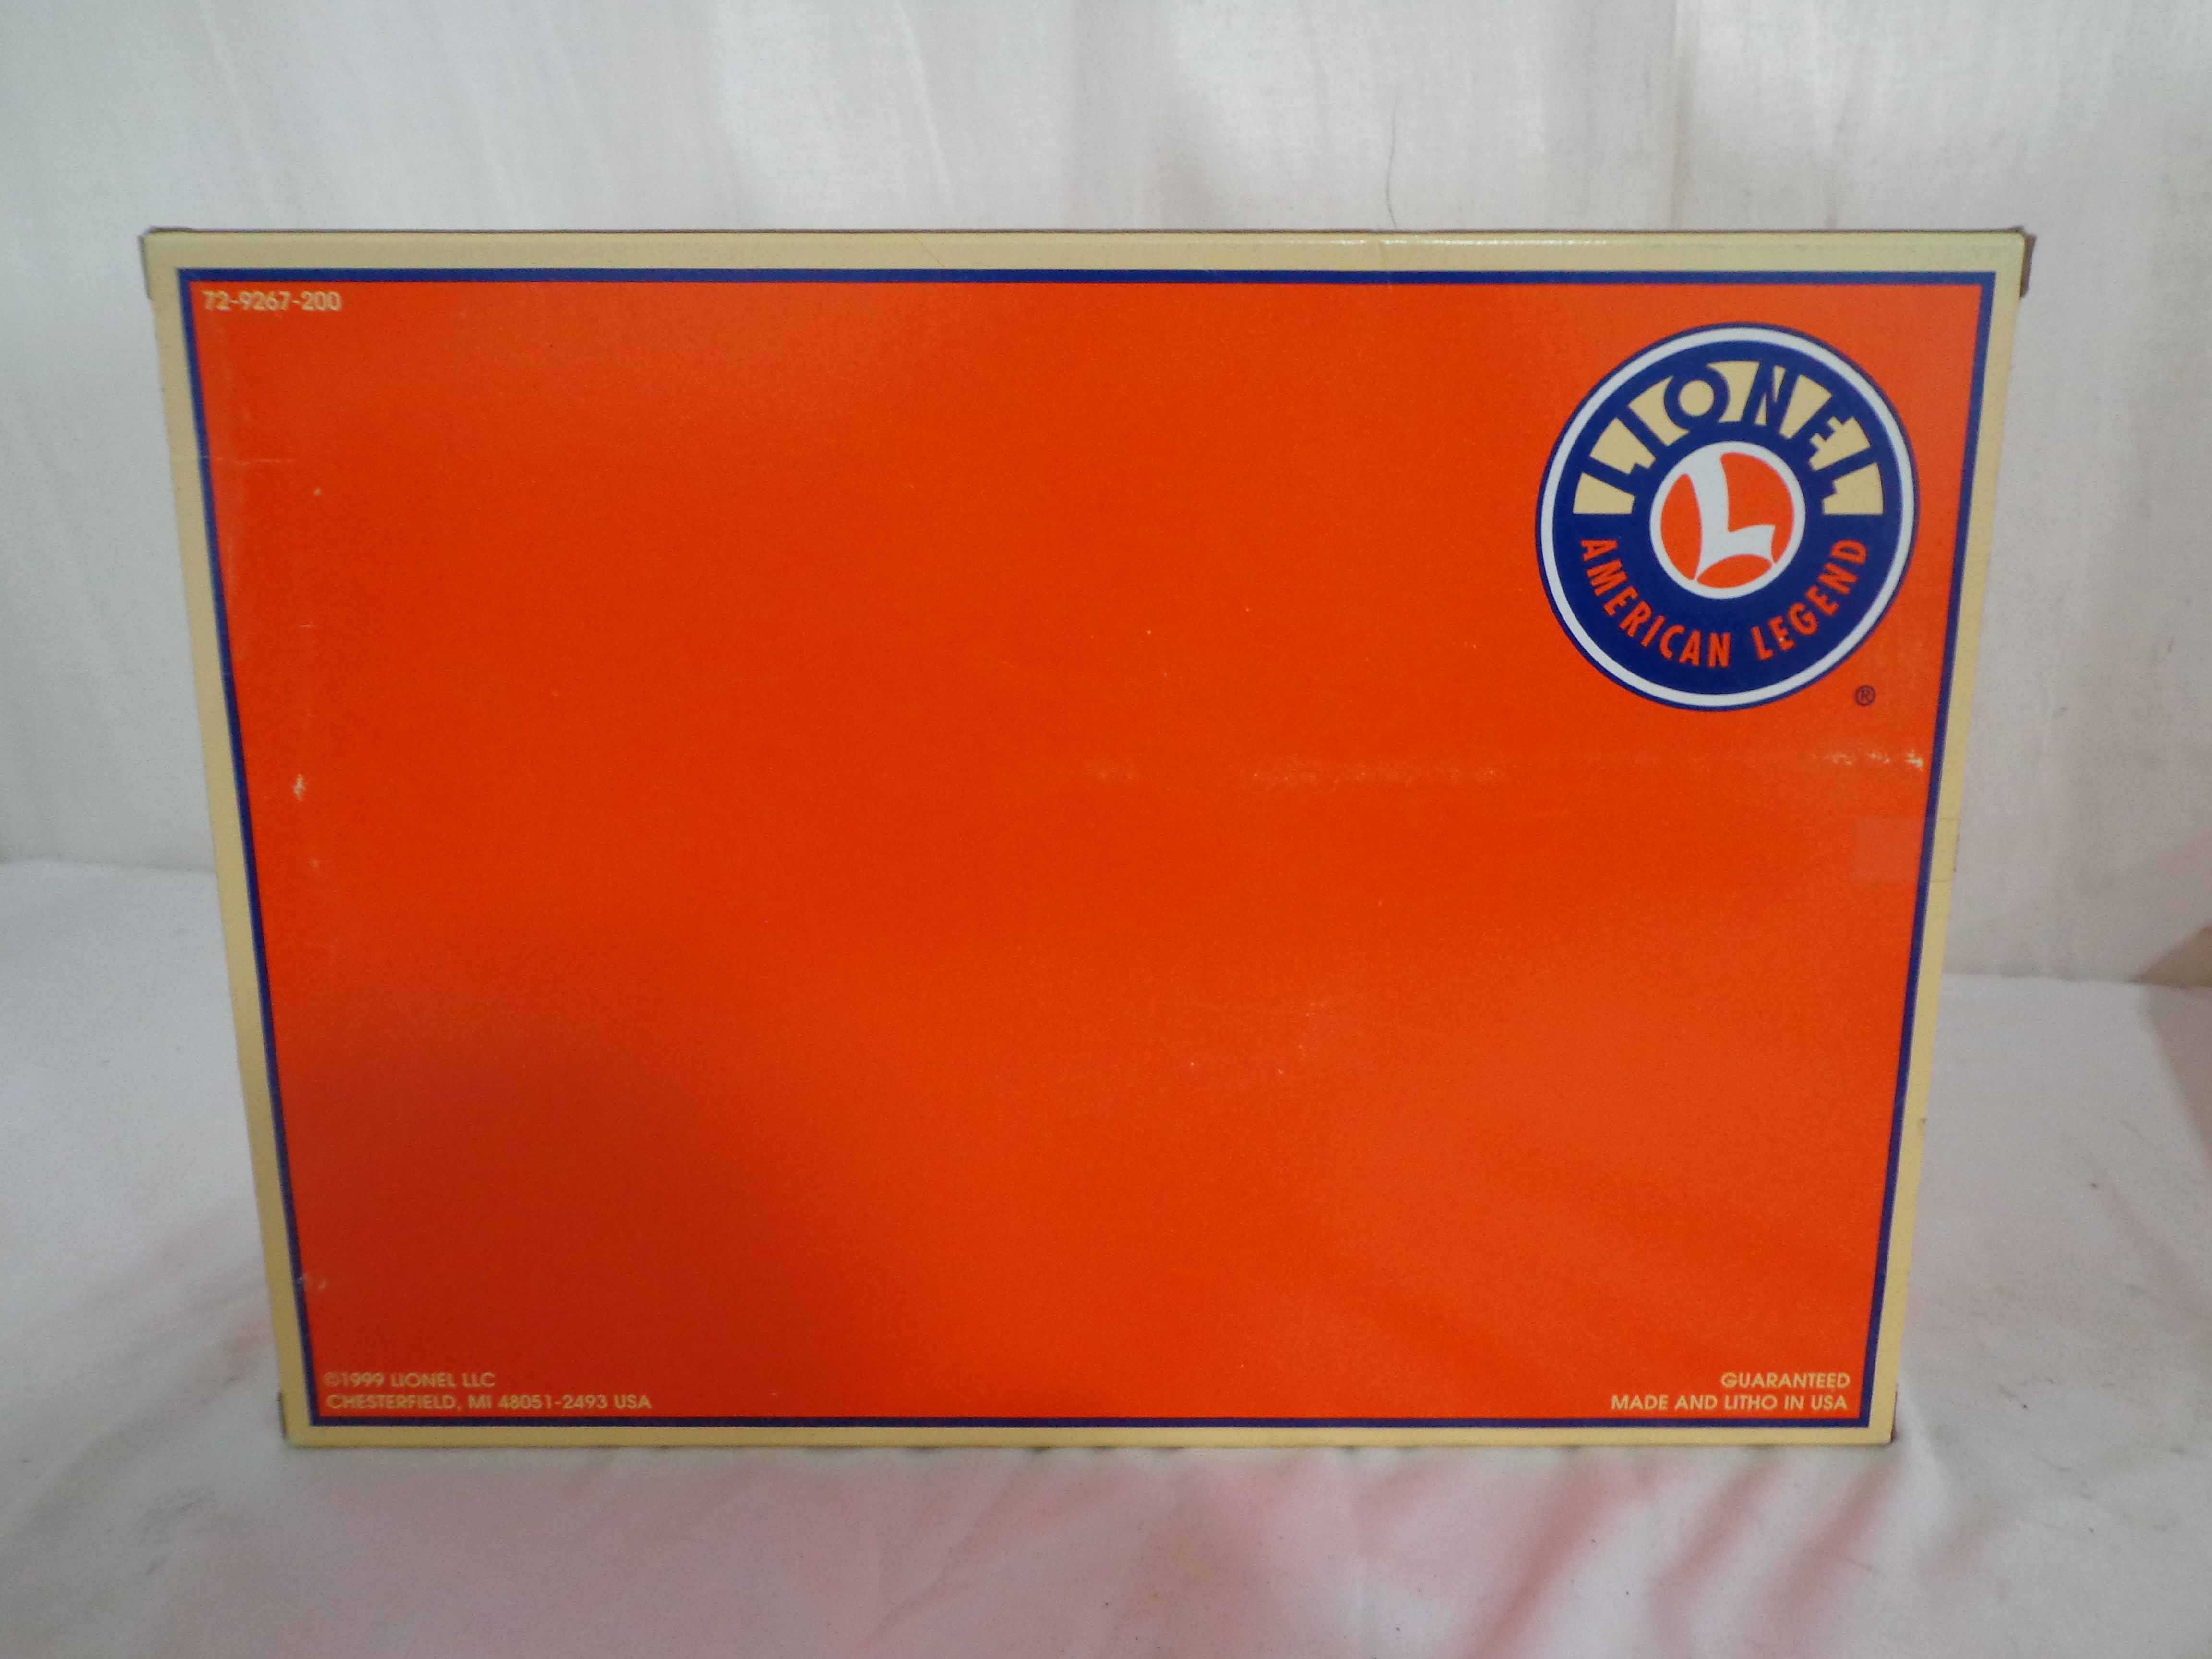 72-9267-200
LIONEL
L
AMERICAN LEGEND
®
©1999 LIONEL LLC
CHESTERFIELD, MI 48051-2493 USA
GUARANTEED
MADE AND LITHO IN USA